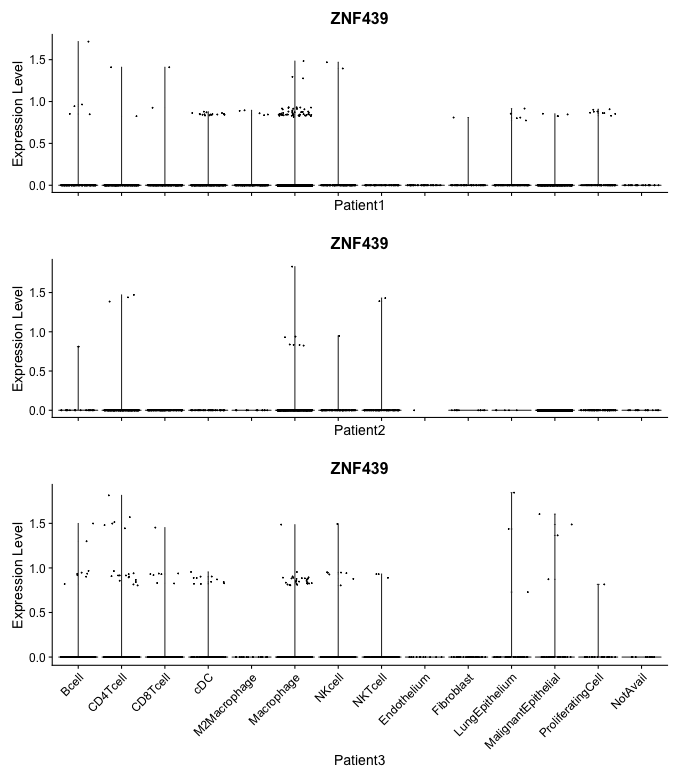 ZNF439
Expression Level
1.5
1.0
0.5
0.0
Patient1
ZNF439
Expression Level
1.5
1.0
0.5
0.0
Patient2
ZNF439
Expression Level
1.5
1.0
0.5
0.0
Bcell
CD4Tcell
CD8Tcell
cDC
M2Macrophage
Macrophage
NKcell
NKTcell
Endothelium
Fibroblast
LungEpithelium
MalignantEpithelial
ProliferatingCell
NotAvail
Patient3